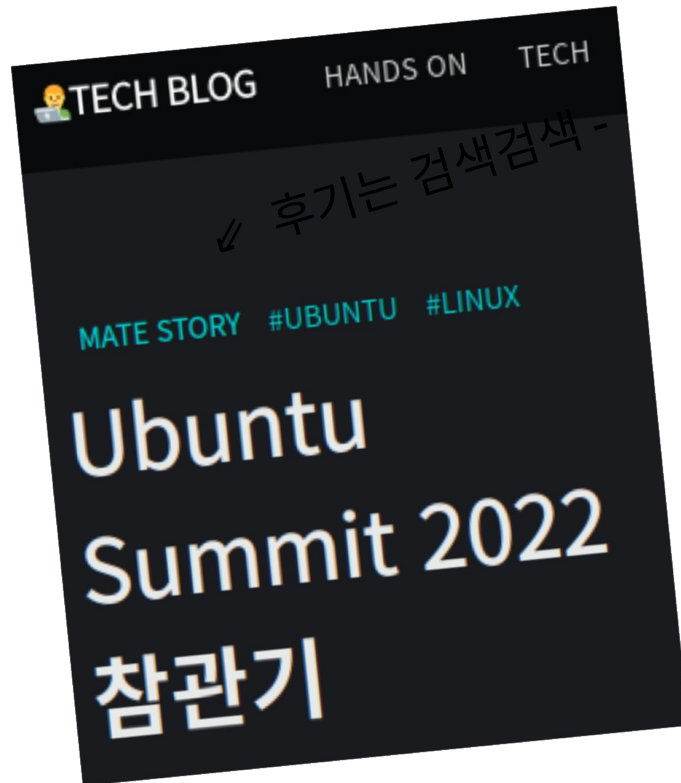 TECH BLOG HANDS ON TECH
⇙ 후기는 검색검색 -
MATE STORY #UBUNTU #LINUX
Ubuntu
Summit 2022
참관기